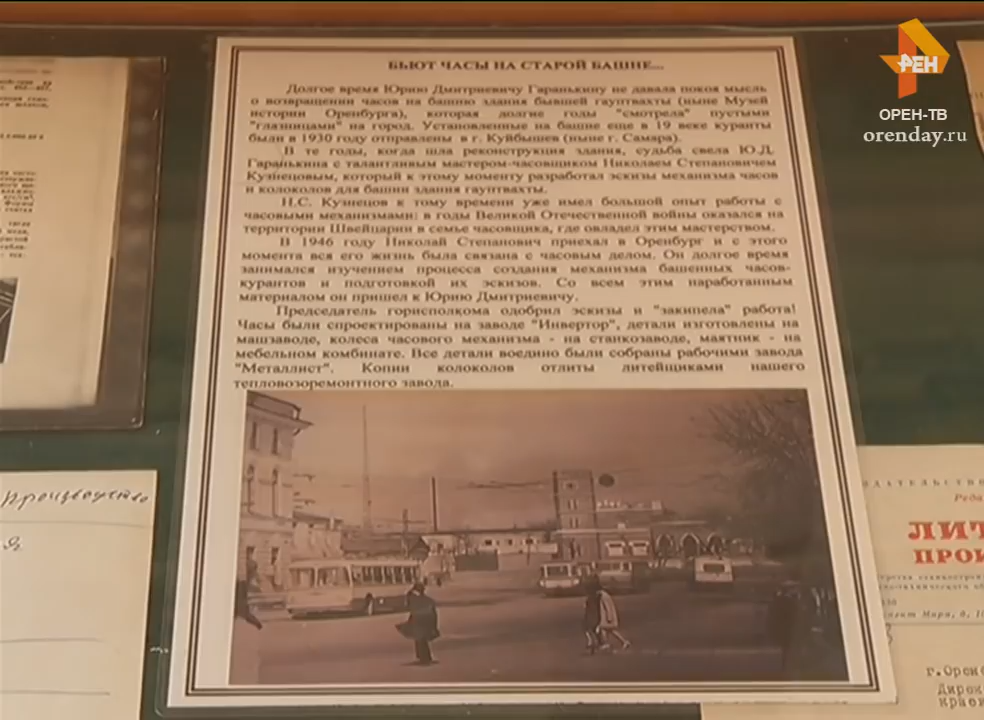 БЬЮТ ЧАСЫ НА СТАРОЙ БАШНЕ...
Долгое время Юрию Дмитриевичу Гаранькину не давала покоя мысль
о возвращении часов на башню здания бывшей гауптвахты (ныне Музей
истории Оренбурга), которая долгие годы "смотрела" пустыми
"глазницами" на город. Установленные на башне еще в 19 веке куранты
были в 1930 году отправлены в г. Куйбышев (ныне г. Самара).
В те годы, когда шла реконструкция здания, судьба свела Ю.Д.
Гаранькина с талантливым мастером-часовщиком Николаем Степановичем
Кузнецовым, который к этому моменту разработал эскизы механизма часов
и колоколов для башни здания гауптвахты.
Н.С. Кузнецов к тому времени уже имел большой опыт работы с
часовыми механизмами: в годы Великой Отечественной войны оказался на
территории Швейцарии в семье часовщика, где овладел этим мастерством.
В 1946 году Николай Степанович приехал в Оренбург и с этого
момента вся его жизнь была связана с часовым делом. Он долгое время
занимался изучением процесса создания механизма башенных часов-
курантов и подготовкой их эскизов. Со всем этим наработанным
материалом он пришел к Юрию Дмитриевичу.
Председатель горисполкома одобрил эскизы и "закипела" работа!
Часы были спроектированы на заводе "Инвертор", детали изготовлены на
машзаводе, колеса часового механизма - на станкозаводе, маятник - на
мебельном комбинате. Все детали воедино были собраны рабочими завода
"Металлист". Копии колоколов отлиты литейщиками нашего
тепловозоремонтного завода.
РЕН
ОРЕН-ТВ
orenday.ru
производство
ЛИТ
ПРОИ
Мира, 8,
г.Орен
Дирек
красн